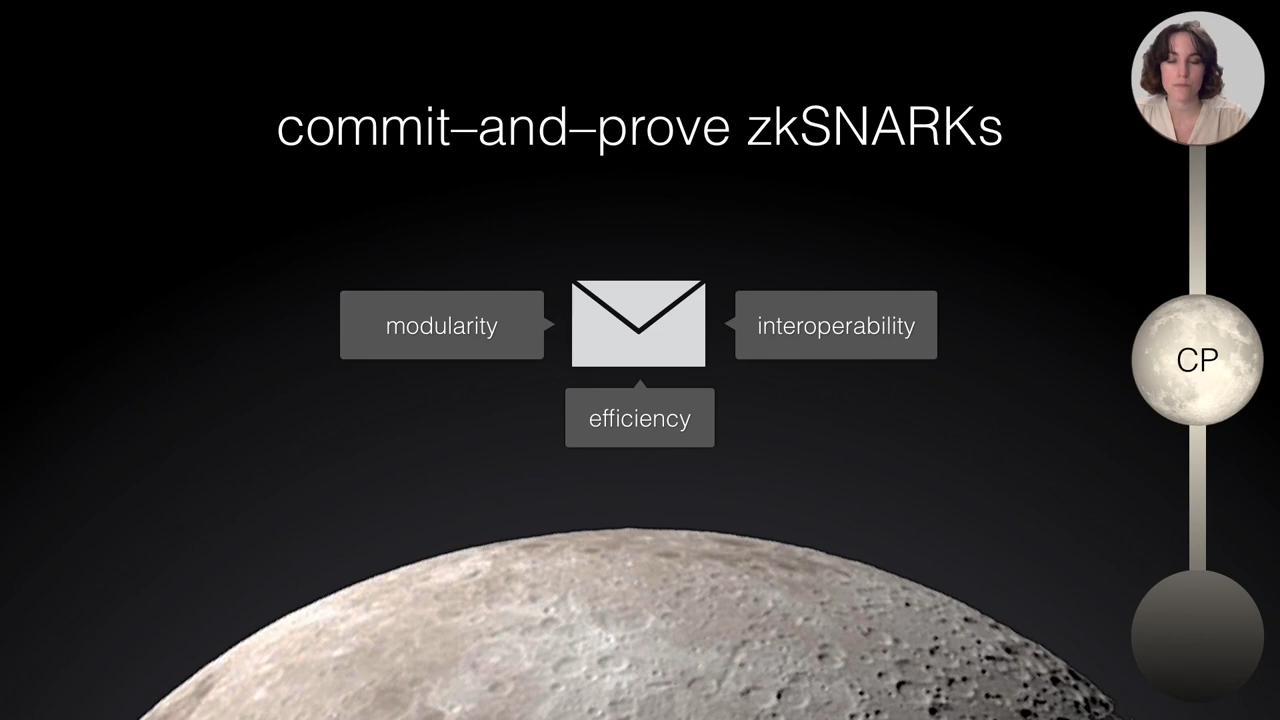 commit–and–prove zkSNARKs
modularity
interoperability
efficiency
CP